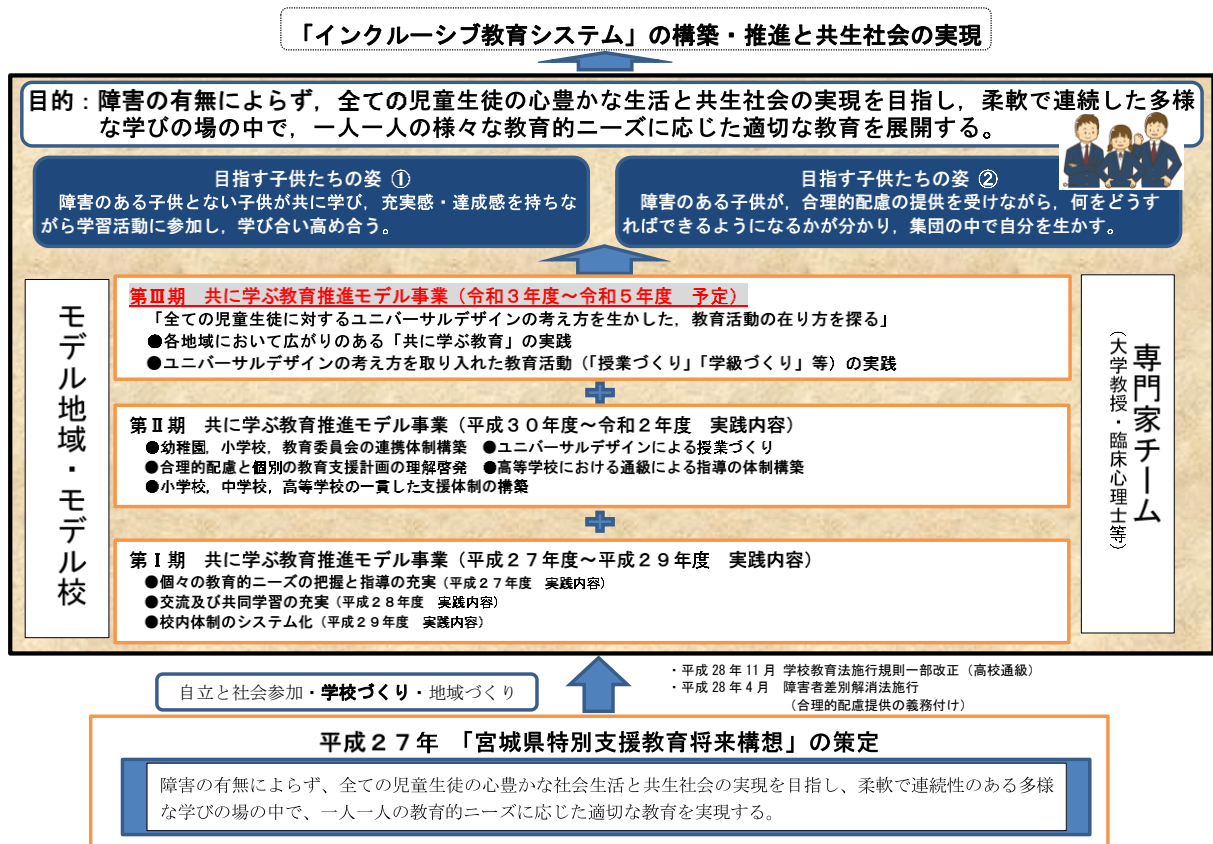 「インクルーシブ教育システム」の構築・推進と共生社会の実現
目的：障害の有無によらず，全ての児童生徒の心豊かな生活と共生社会の実現を目指し，柔軟で連続した多様
な学びの場の中で，一人一人の様々な教育的ニーズに応じた適切な教育を展開する。
目指す子供たちの姿 ①
障害のある子供とない子供が共に学び，充実感・達成感を持ちな
がら学習活動に参加し，学び合い高め合う。
目指す子供たちの姿 ②
障害のある子供が，合理的配慮の提供を受けながら，何をどうす
ればできるようになるかが分かり，集団の中で自分を生かす。
モデル地域・モデル校
第Ⅲ期　共に学ぶ教育推進モデル事業（令和３年度～令和５年度　予定）
「全ての児童生徒に対するユニバーサルデザインの考え方を生かした，教育活動の在り方を探る」
●各地域において広がりのある「共に学ぶ教育」の実践
●ユニバーサルデザインの考え方を取り入れた教育活動（「授業づくり」「学級づくり」等）の実践
第Ⅱ期　共に学ぶ教育推進モデル事業（平成３０年度～令和２年度　実践内容）
●幼稚園，小学校，教育委員会の連携体制構築　●ユニバーサルデザインによる授業づくり
●合理的配慮と個別の教育支援計画の理解啓発　●高等学校における通級による指導の体制構築
●小学校，中学校，高等学校の一貫した支援体制の構築
第Ⅰ期　共に学ぶ教育推進モデル事業（平成２７年度～平成２９年度　実践内容）
●個々の教育的ニーズの把握と指導の充実（平成２７年度　実践内容）
●交流及び共同学習の充実（平成２８年度　実践内容）
●校内体制のシステム化（平成２９年度　実践内容）
専門家チーム
（大学教授・臨床心理士等）
自立と社会参加・学校づくり・地域づくり
・平成 28 年 11 月 学校教育法施行規則一部改正（高校通級）
・平成 28 年 4 月　障害者差別解消法施行
（合理的配慮提供の義務付け）
平成２７年 「宮城県特別支援教育将来構想」の策定
障害の有無によらず、全ての児童生徒の心豊かな社会生活と共生社会の実現を目指し、柔軟で連続性のある多様
な学びの場の中で、一人一人の教育的ニーズに応じた適切な教育を実現する。